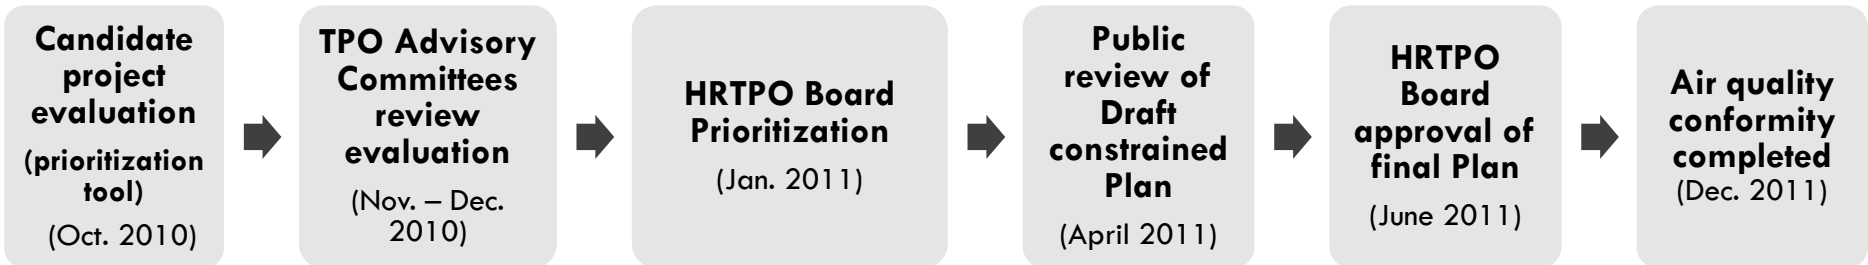 Candidate
project
evaluation
(prioritization
tool)
(Oct. 2010)
TPO Advisory
Committees
review
evaluation
(Nov. – Dec.
2010)
HRTPO Board
Prioritization
(Jan. 2011)
Public
review of
Draft
constrained
Plan
(April 2011)
HRTPO
Board
approval of
final Plan
(June 2011)
Air quality
conformity
completed
(Dec. 2011)